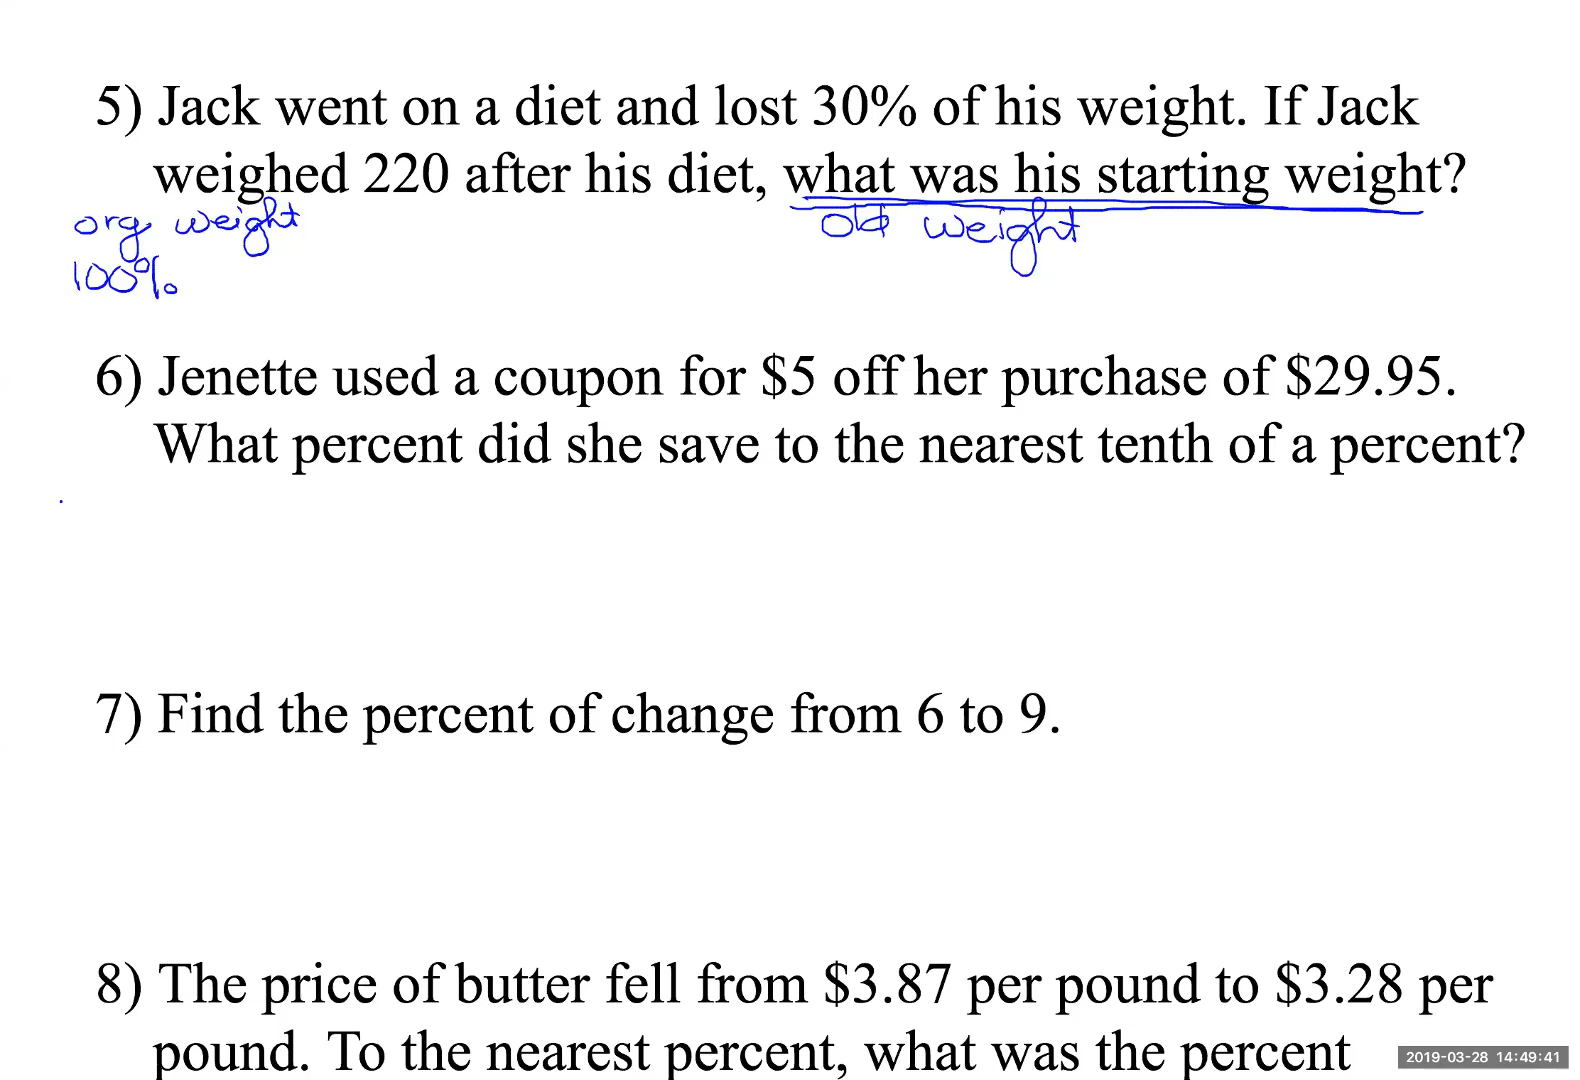 5) Jack went on a diet and lost 30% of his weight. If Jack
weighed 220 after his diet, what was his starting weight?
org weight old weight
100%
6) Jenette used a coupon for $5 off her purchase of $29.95.
What percent did she save to the nearest tenth of a percent?
7) Find the percent of change from 6 to 9.
8) The price of butter fell from $3.87 per pound to $3.28 per
pound. To the nearest percent, what was the percent
2019-03-28 14:49:41